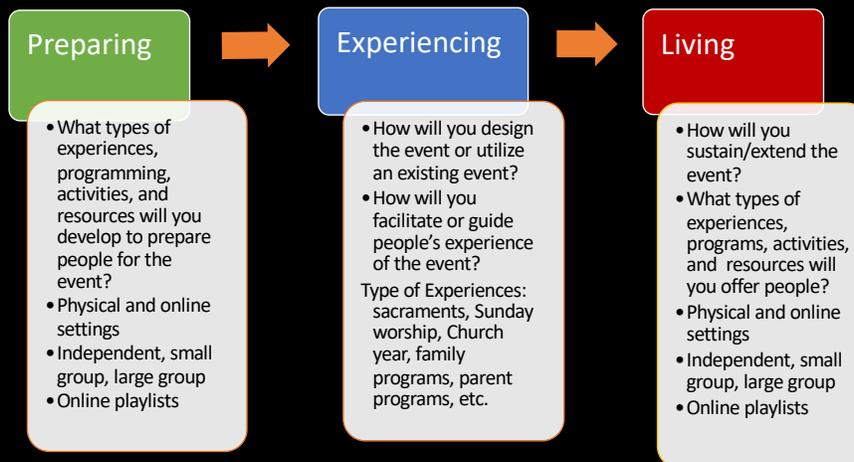 Preparing
•What types of
experiences,
programming,
activities, and
resources will you
develop to prepare
people for the
event?
•Physical and online
settings
•Independent, small
group, large group
•Online playlists
Experiencing
•How will you design
the event or utilize
an existing event?
•How will you
facilitate or guide
people’s experience
of the event?
Type of Experiences:
sacraments, Sunday
worship, Church
year, family
programs, parent
programs, etc.
Living
•How will you
sustain/extend the
event?
•What types of
experiences,
programs, activities,
and resources will
you offer people?
•Physical and online
settings
•Independent, small
group, large group
•Online playlists